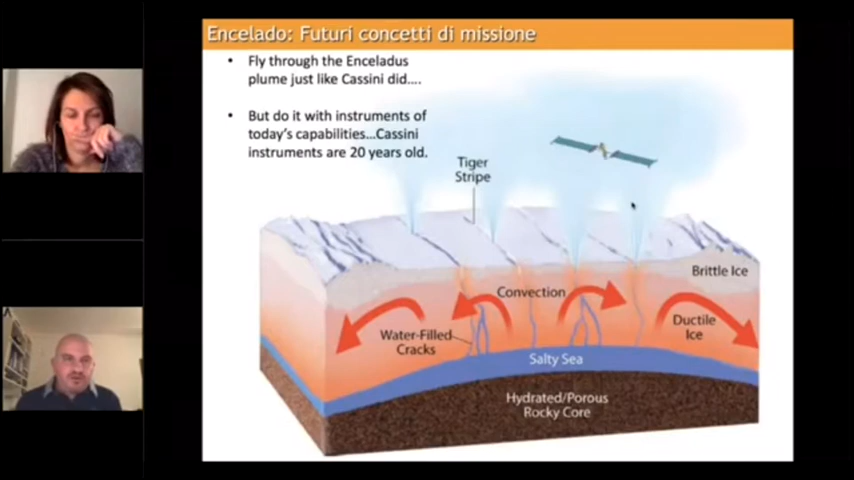 Encelado: Futuri concetti di missione
• Fly through the Enceladus
plume just like Cassini did....
• But do it with instruments of
today's capabilities...Cassini
instruments are 20 years old.
Tiger
Stripe
Brittle Ice
Convection
Ductile
Ice
Water-Filled
Cracks
Salty Sea
Hydrated/Porous
Rocky Core